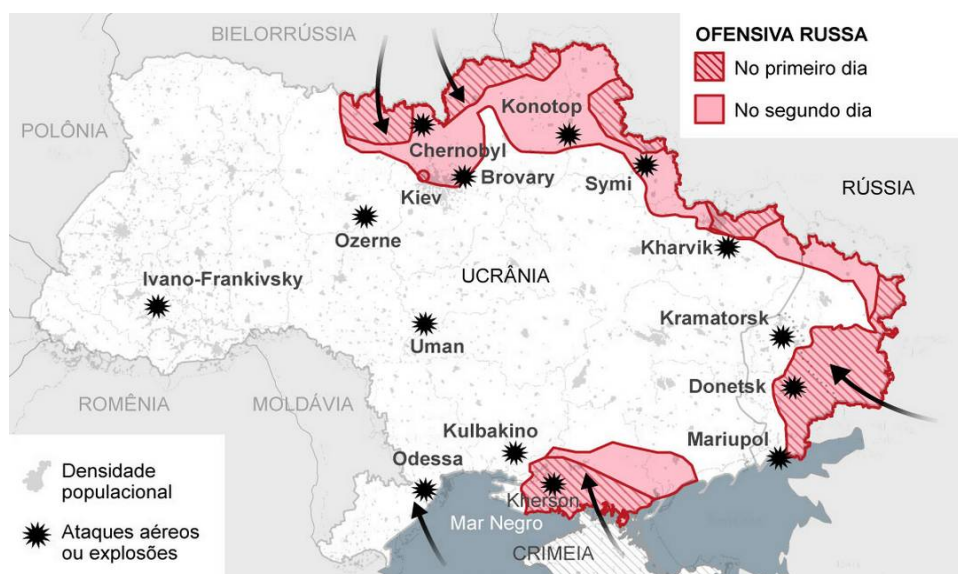 BIELORRÚSSIA
OFENSIVA RUSSA
No primeiro dia
No segundo dia
POLÔNIA
Konotop
Chernobyl
Brovary
Kiev
Symi
RÚSSIA
Ozerne
Kharvik
UCRÂNIA
Ivano-Frankivsky
Kramatorsk
Uman
Donetsk
ROMÊNIA
MOLDÁVIA
Kulbakino
Mariupol
Odessa
Kherson
Mar Negro
CRIMEIA
Densidade
populacional
Ataques aéreos
ou explosões